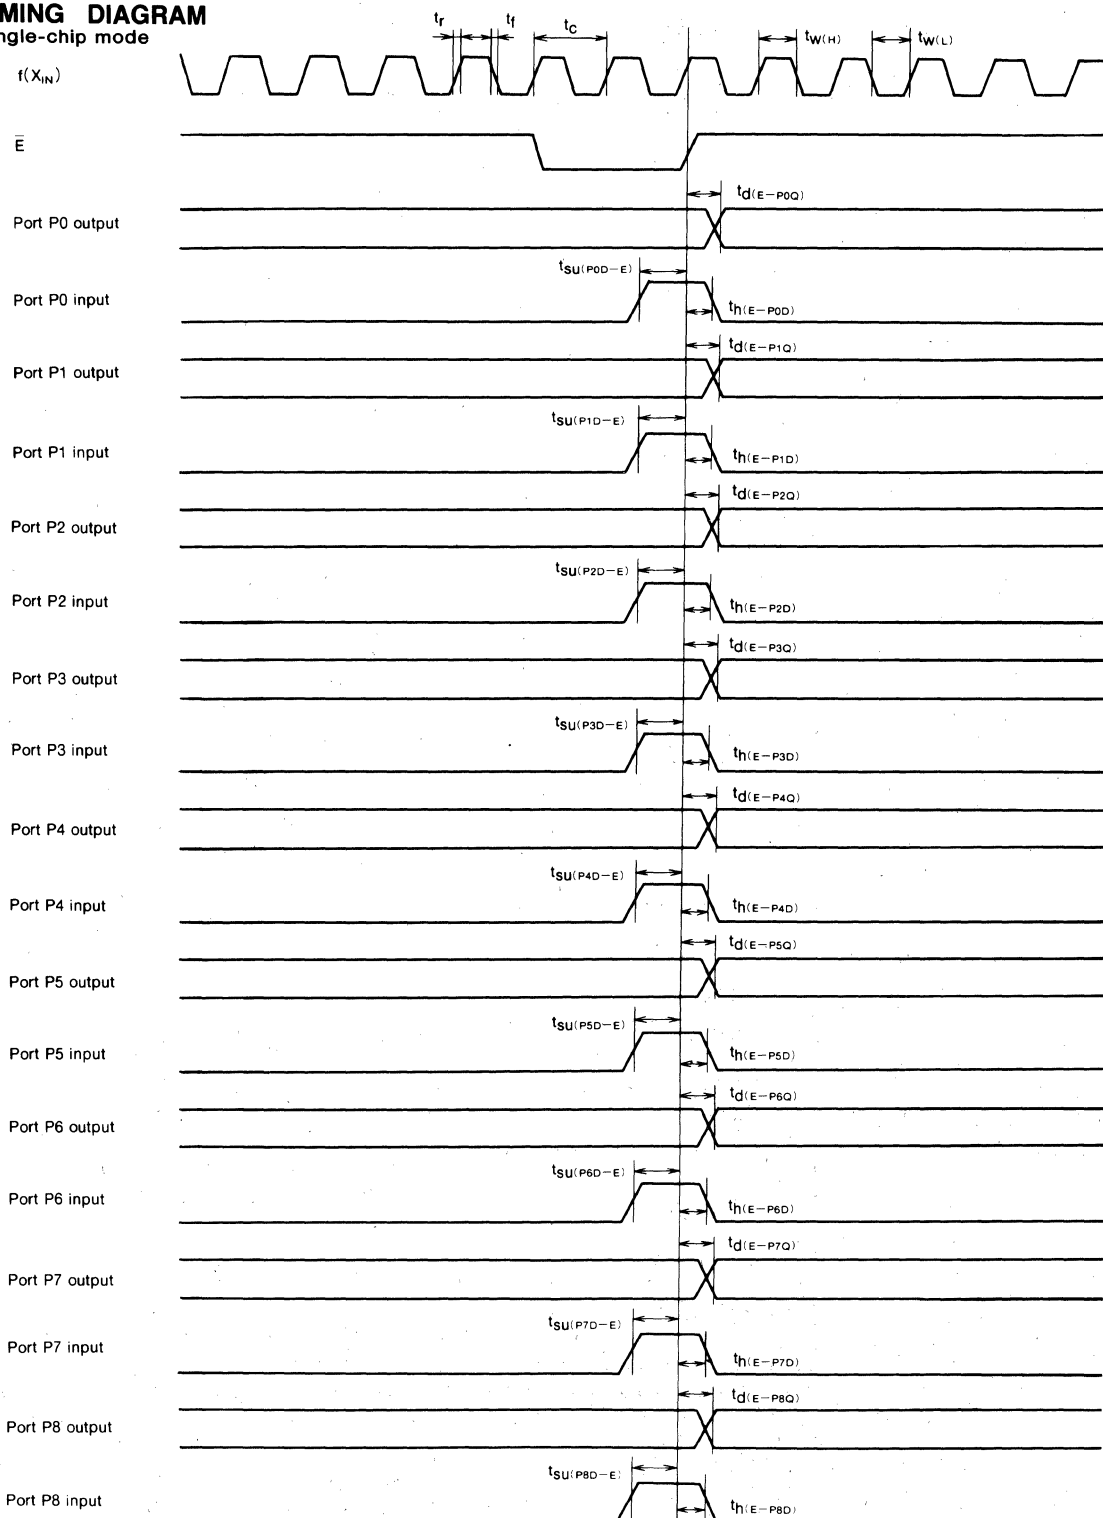 MING DIAGRAM
ngle-chip mode
tr tf tc tW(H) tW(L)
f(XIN)
E̅
td(E−P0Q)
Port P0 output
tsu(P0D−E)
Port P0 input
th(E−P0D)
td(E−P1Q)
Port P1 output
tsu(P1D−E)
Port P1 input
th(E−P1D)
td(E−P2Q)
Port P2 output
tsu(P2D−E)
Port P2 input
th(E−P2D)
td(E−P3Q)
Port P3 output
tsu(P3D−E)
Port P3 input
th(E−P3D)
td(E−P4Q)
Port P4 output
tsu(P4D−E)
Port P4 input
th(E−P4D)
td(E−P5Q)
Port P5 output
tsu(P5D−E)
Port P5 input
th(E−P5D)
td(E−P6Q)
Port P6 output
tsu(P6D−E)
Port P6 input
th(E−P6D)
td(E−P7Q)
Port P7 output
tsu(P7D−E)
Port P7 input
th(E−P7D)
td(E−P8Q)
Port P8 output
tsu(P8D−E)
Port P8 input
th(E−P8D)